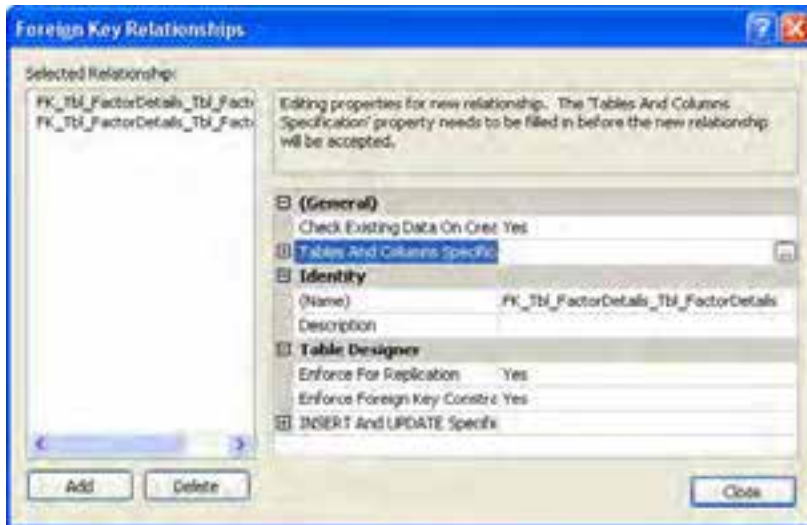 Foreign Key Relationships
Selected Relationship:
FK_Tbl_FactorDetails_Tbl_Facto
FK_Tbl_FactorDetails_Tbl_Facto
Editing properties for new relationship. The 'Tables And Columns
Specification' property needs to be filled in before the new relationship
will be accepted.
(General)
Check Existing Data On Crea Yes
Tables And Columns Specific ...
Identity
(Name) FK_Tbl_FactorDetails_Tbl_FactorDetails
Description
Table Designer
Enforce For Replication Yes
Enforce Foreign Key Constra Yes
INSERT And UPDATE Specifi
Add Delete Close